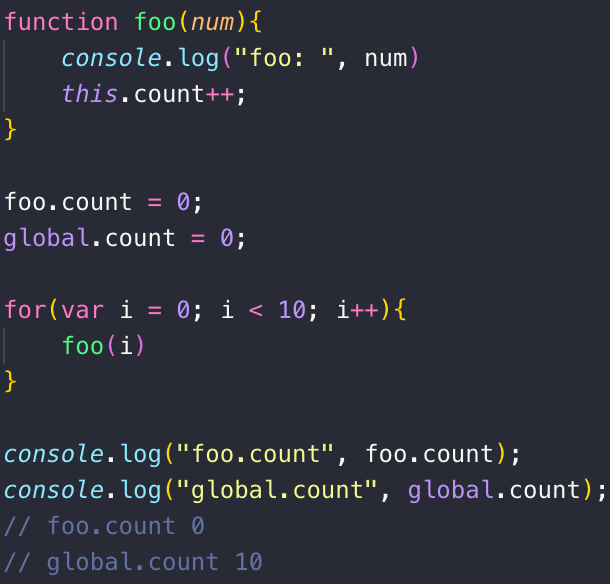 function foo(num){
    console.log("foo: ", num)
    this.count++;
}

foo.count = 0;
global.count = 0;

for(var i = 0; i < 10; i++){
    foo(i)
}

console.log("foo.count", foo.count);
console.log("global.count", global.count);
// foo.count 0
// global.count 10